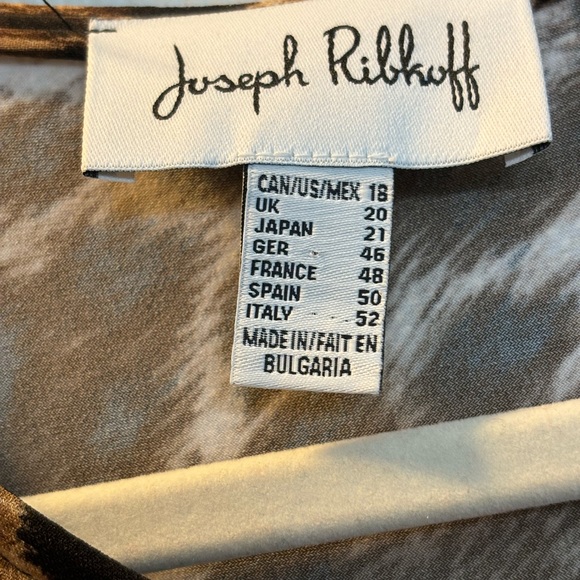 Joseph Ribkoff
CAN/US/MEX 18
UK 20
JAPAN 21
GER 46
FRANCE 48
SPAIN 50
ITALY 52
MADE IN/FAIT EN
BULGARIA